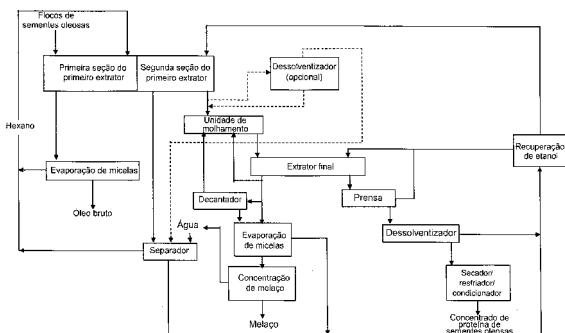 Flocos de
sementes oleosas
Primeira seção do
primeiro extrator
Segunda seção do
primeiro extrator
Dessolventizador
(opcional)
Unidade de
molhamento
Hexano
Recuperação
de etanol
Extrator final
Evaporação de micelas
Decantador
Prensa
Óleo bruto
Água
Evaporação de
micelas
Dessolventizador
Separador
Concentração
de melaço
Secador/
resfriador/
condicionador
Melaço
Concentrado de
proteína de
sementes oleosas